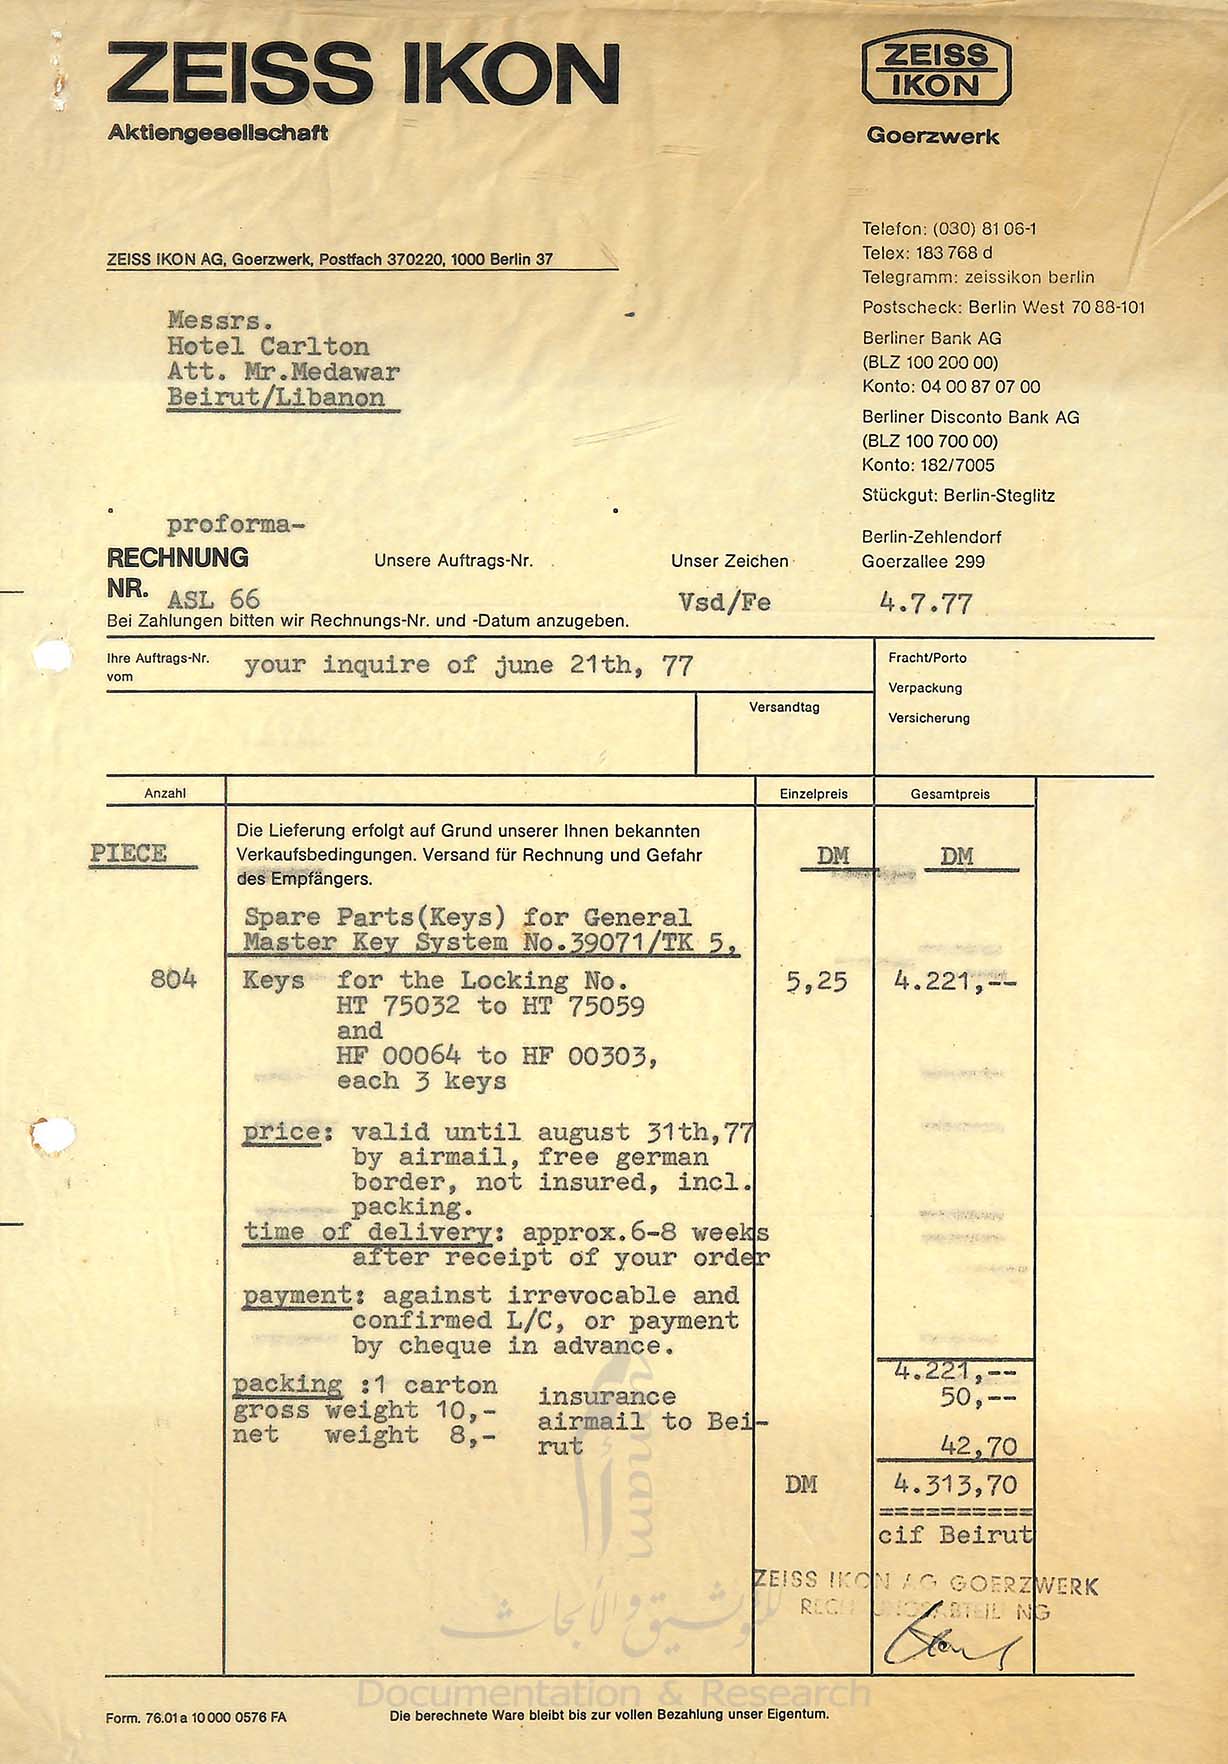 ZEISS IKON
Aktiengesellschaft
ZEISS
IKON
Goerzwerk
Telefon: (030) 81 06-1
Telex: 183 768 d
Telegramm: zeissikon berlin
Postscheck: Berlin West 70 88-101
Berliner Bank AG
(BLZ 100 200 00)
Konto: 04 00 87 07 00
Berliner Disconto Bank AG
(BLZ 100 700 00)
Konto: 182/7005
Stückgut: Berlin-Steglitz
Berlin-Zehlendorf
Goerzallee 299
ZEISS IKON AG, Goerzwerk, Postfach 370220, 1000 Berlin 37
Messrs.
Hotel Carlton
Att. Mr.Medawar
Beirut/Libanon
proforma-
RECHNUNG Unsere Auftrags-Nr. Unser Zeichen
NR. ASL 66 Vsd/Fe 4.7.77
Bei Zahlungen bitten wir Rechnungs-Nr. und -Datum anzugeben.
Ihre Auftrags-Nr. your inquire of june 21th, 77
vom
Fracht/Porto
Verpackung
Versicherung
Versandtag
Anzahl Einzelpreis Gesamtpreis
Die Lieferung erfolgt auf Grund unserer Ihnen bekannten
Verkaufsbedingungen. Versand für Rechnung und Gefahr
des Empfängers.
PIECE DM DM
Spare Parts(Keys) for General
Master Key System No.39071/TK 5,
804 Keys for the Locking No. 5,25 4.221,--
HT 75032 to HT 75059
and
HF 00064 to HF 00303,
each 3 keys
price: valid until august 31th,77
by airmail, free german
border, not insured, incl.
packing.
time of delivery: approx.6-8 weeks
after receipt of your order
payment: against irrevocable and
confirmed L/C, or payment
by cheque in advance.
4.221,--
packing :1 carton insurance 50,--
gross weight 10,- airmail to Bei-
net weight 8,- rut 42,70
DM 4.313,70
==========
cif Beirut
ZEISS IKON AG GOERZWERK
RECHNUNGSABTEILUNG
umam
للتوثيق والأبحاث
Documentation & Research
Form. 76.01a 10 000 0576 FA Die berechnete Ware bleibt bis zur vollen Bezahlung unser Eigentum.